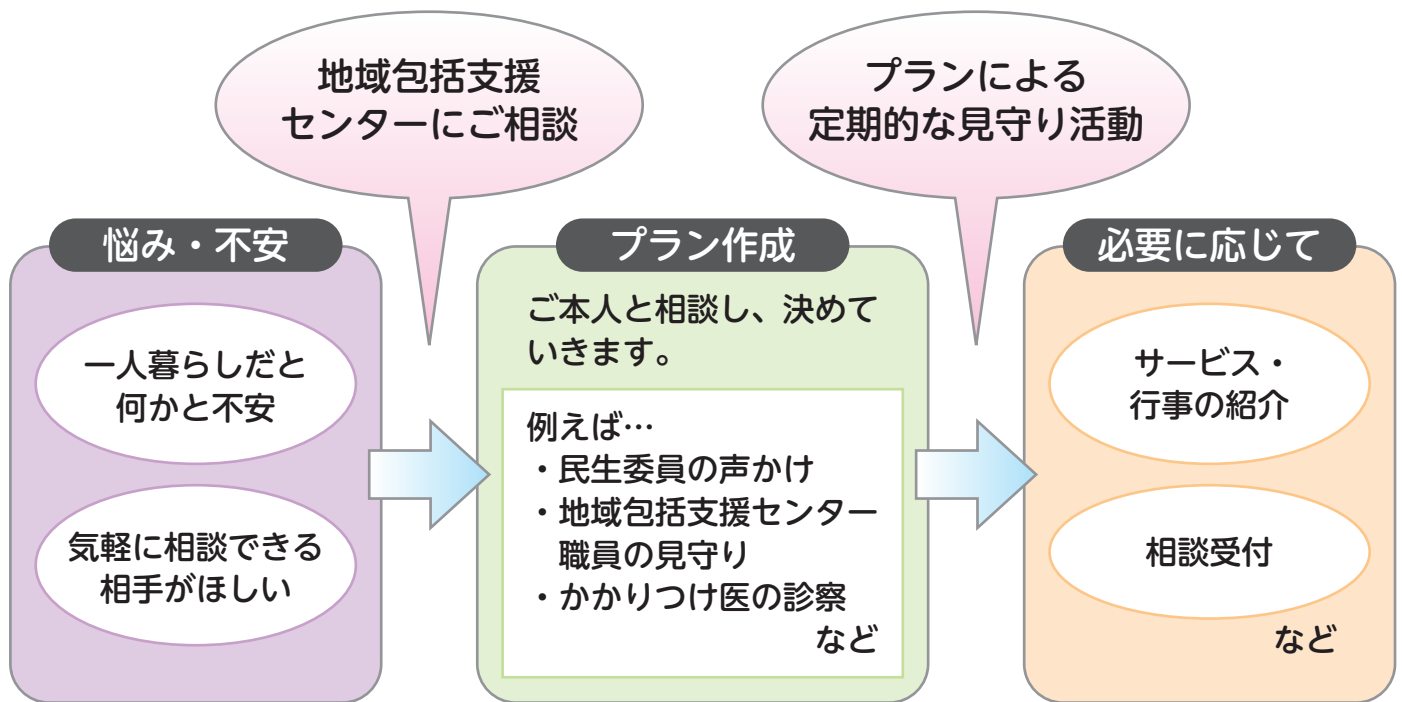 地域包括支援
センターにご相談
プランによる
定期的な見守り活動
悩み・不安
一人暮らしだと
何かと不安
気軽に相談できる
相手がほしい
プラン作成
ご本人と相談し、決めて
いきます。
例えば…
・民生委員の声かけ
・地域包括支援センター
職員の見守り
・かかりつけ医の診察
など
必要に応じて
サービス・
行事の紹介
相談受付
など